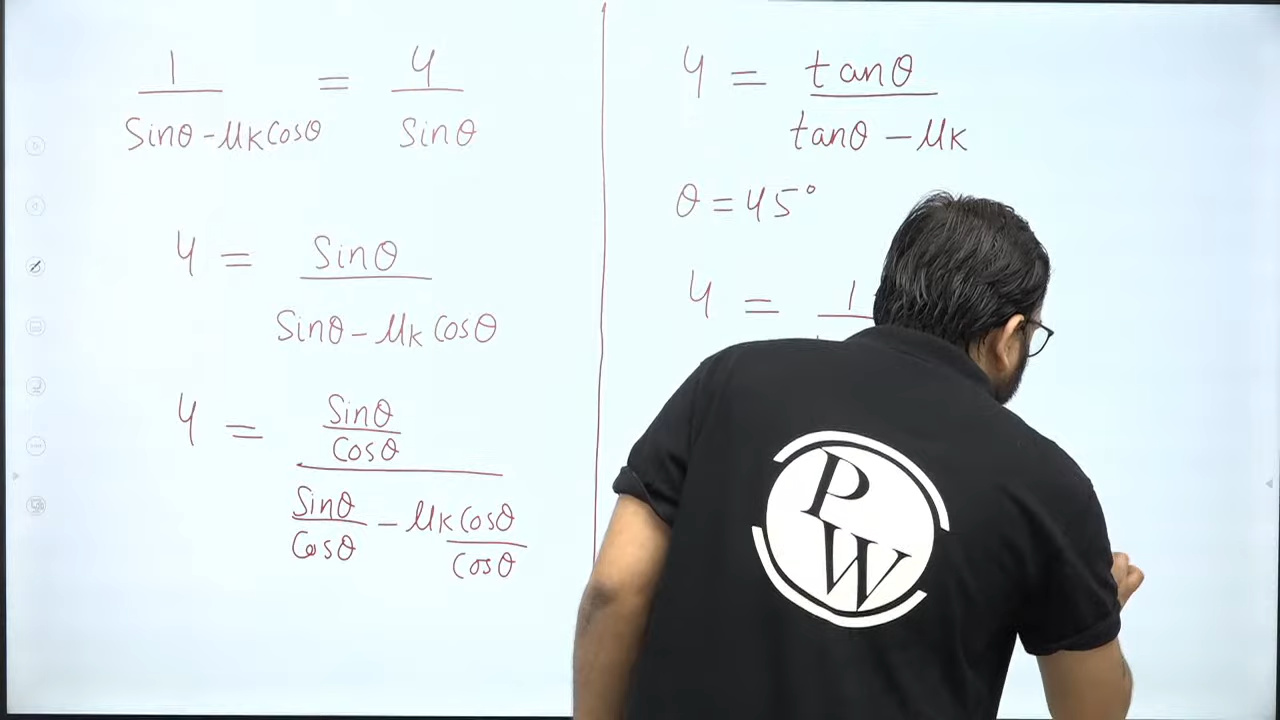 1/(Sinθ - μK Cosθ) = 4/Sinθ
4 = Sinθ/(Sinθ - μK Cosθ)
4 = (Sinθ/Cosθ)/(Sinθ/Cosθ - μK Cosθ/Cosθ)
4 = tanθ/(tanθ - μK)
θ = 45°
4 = 1
P
W